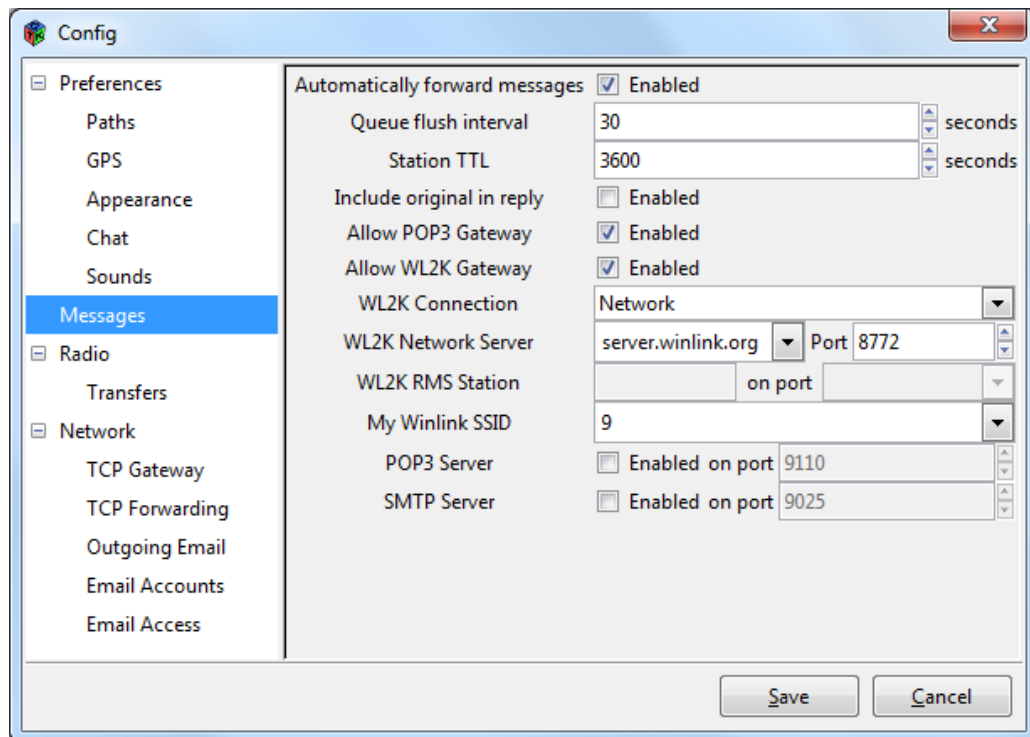 Config
Preferences
Paths
GPS
Appearance
Chat
Sounds
Messages
Radio
Transfers
Network
TCP Gateway
TCP Forwarding
Outgoing Email
Email Accounts
Email Access
Automatically forward messages Enabled
Queue flush interval 30 seconds
Station TTL 3600 seconds
Include original in reply Enabled
Allow POP3 Gateway Enabled
Allow WL2K Gateway Enabled
WL2K Connection Network
WL2K Network Server server.winlink.org Port 8772
WL2K RMS Station on port
My Winlink SSID 9
POP3 Server Enabled on port 9110
SMTP Server Enabled on port 9025
Save Cancel